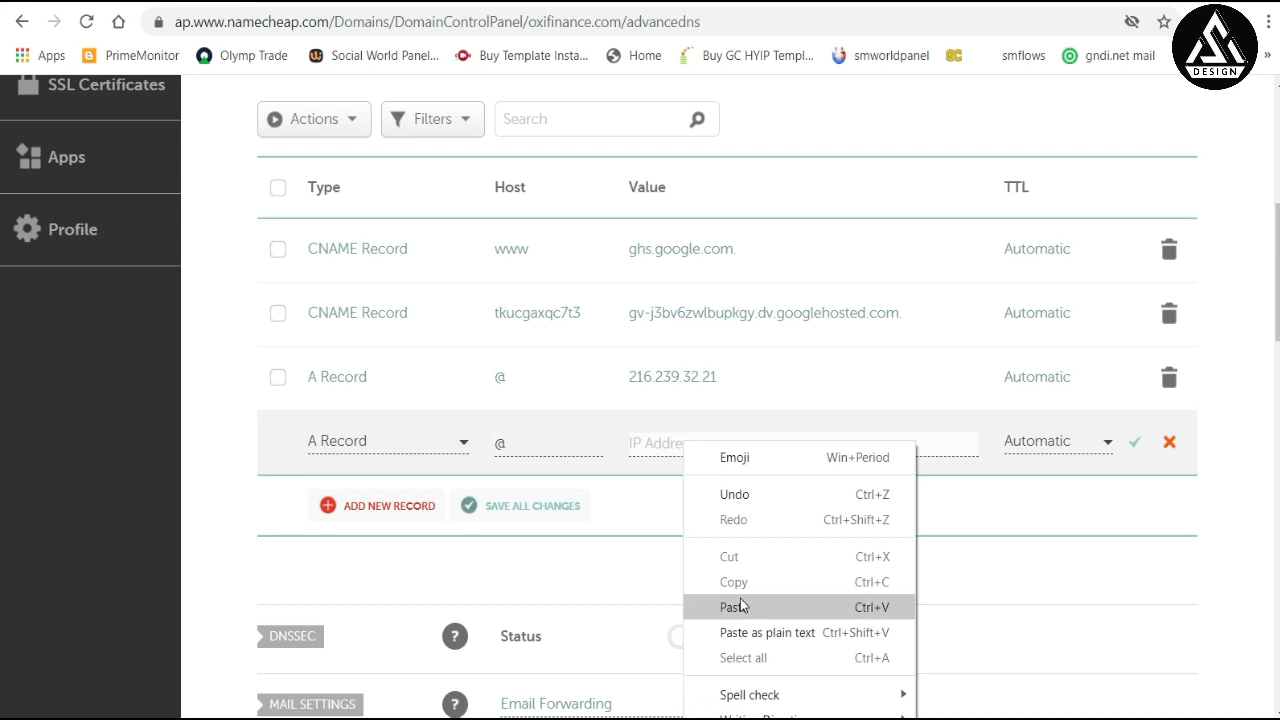 ap.www.namecheap.com/Domains/DomainControlPanel/oxifinance.com/advancedns
Apps PrimeMonitor Olymp Trade Social World Panel... Buy Template Insta... Home Buy GC HYIP Templ... smworldpanel GC smflows gndi.net mail »
DESIGN
SSL Certificates
Apps
Profile
Actions Filters Search
Type Host Value TTL
CNAME Record www ghs.google.com. Automatic
CNAME Record tkucgaxqc7t3 gv-j3bv6zwlbupkgy.dv.googlehosted.com. Automatic
A Record @ 216.239.32.21 Automatic
A Record @ IP Addre Automatic
Emoji Win+Period
Undo Ctrl+Z
Redo Ctrl+Shift+Z
Cut Ctrl+X
Copy Ctrl+C
Paste Ctrl+V
Paste as plain text Ctrl+Shift+V
Select all Ctrl+A
Spell check
ADD NEW RECORD SAVE ALL CHANGES
DNSSEC ? Status
MAIL SETTINGS ? Email Forwarding